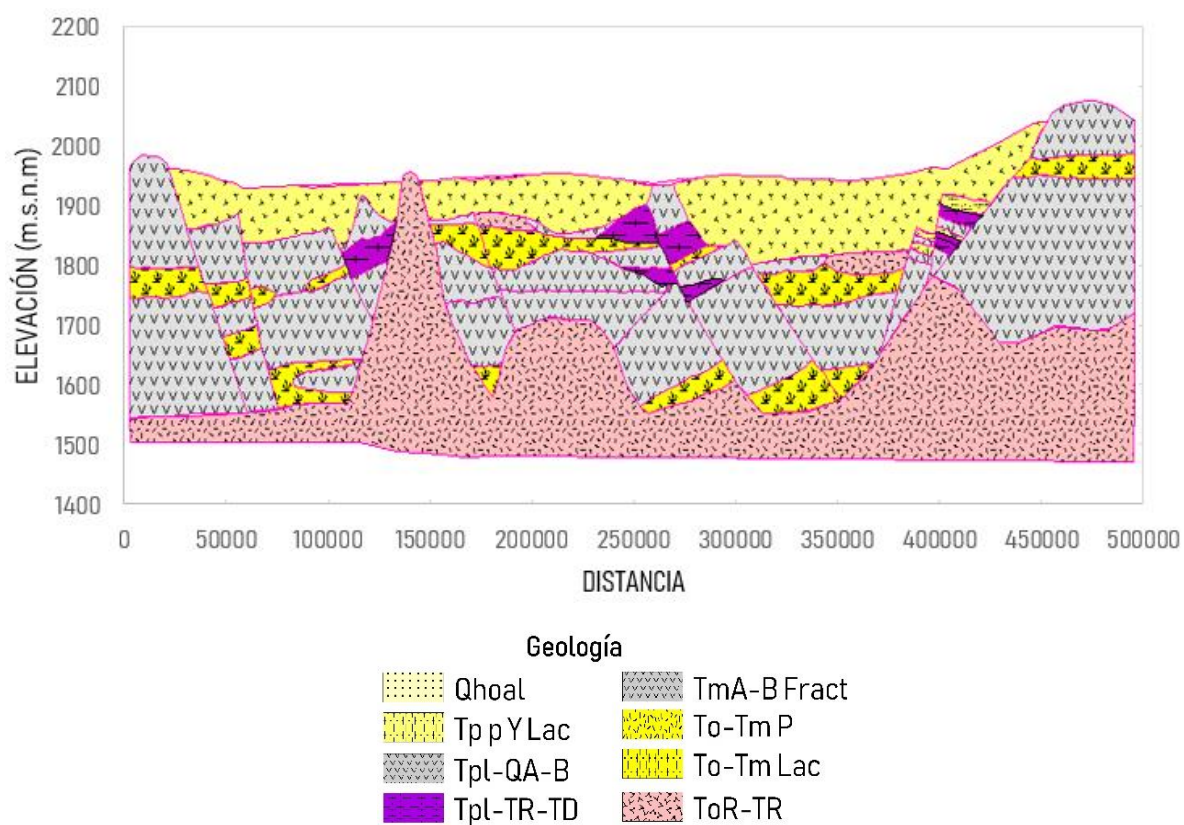 2200
2100
2000
1900
1800
1700
1600
1500
1400
ELEVACIÓN (m.s.n.m)
0 50000 100000 150000 200000 250000 300000 350000 400000 450000 500000
DISTANCIA
Geología
Qhoal
Tp p Y Lac
Tpl-QA-B
Tpl-TR-TD
TmA-B Fract
To-Tm P
To-Tm Lac
ToR-TR